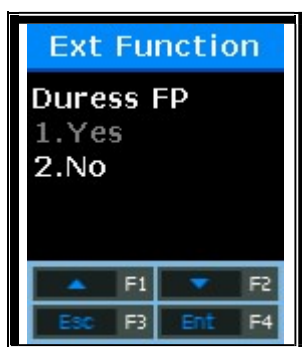 Ext Function
Duress FP
1.Yes
2.No
▲ F1 ▼ F2
Esc F3 Ent F4